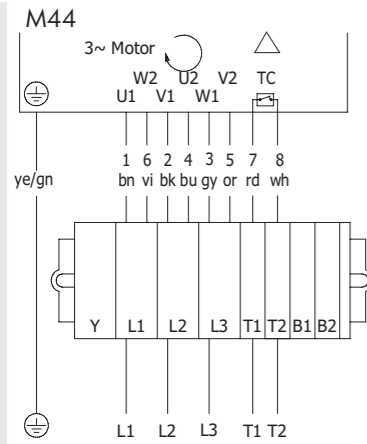 M44
3~ Motor
W2 U2 V2 TC
U1 V1 W1
1 6 2 4 3 5 7 8
ye/gn bn vi bk bu gy or rd wh
Y L1 L2 L3 T1 T2 B1 B2
L1 L2 L3 T1 T2